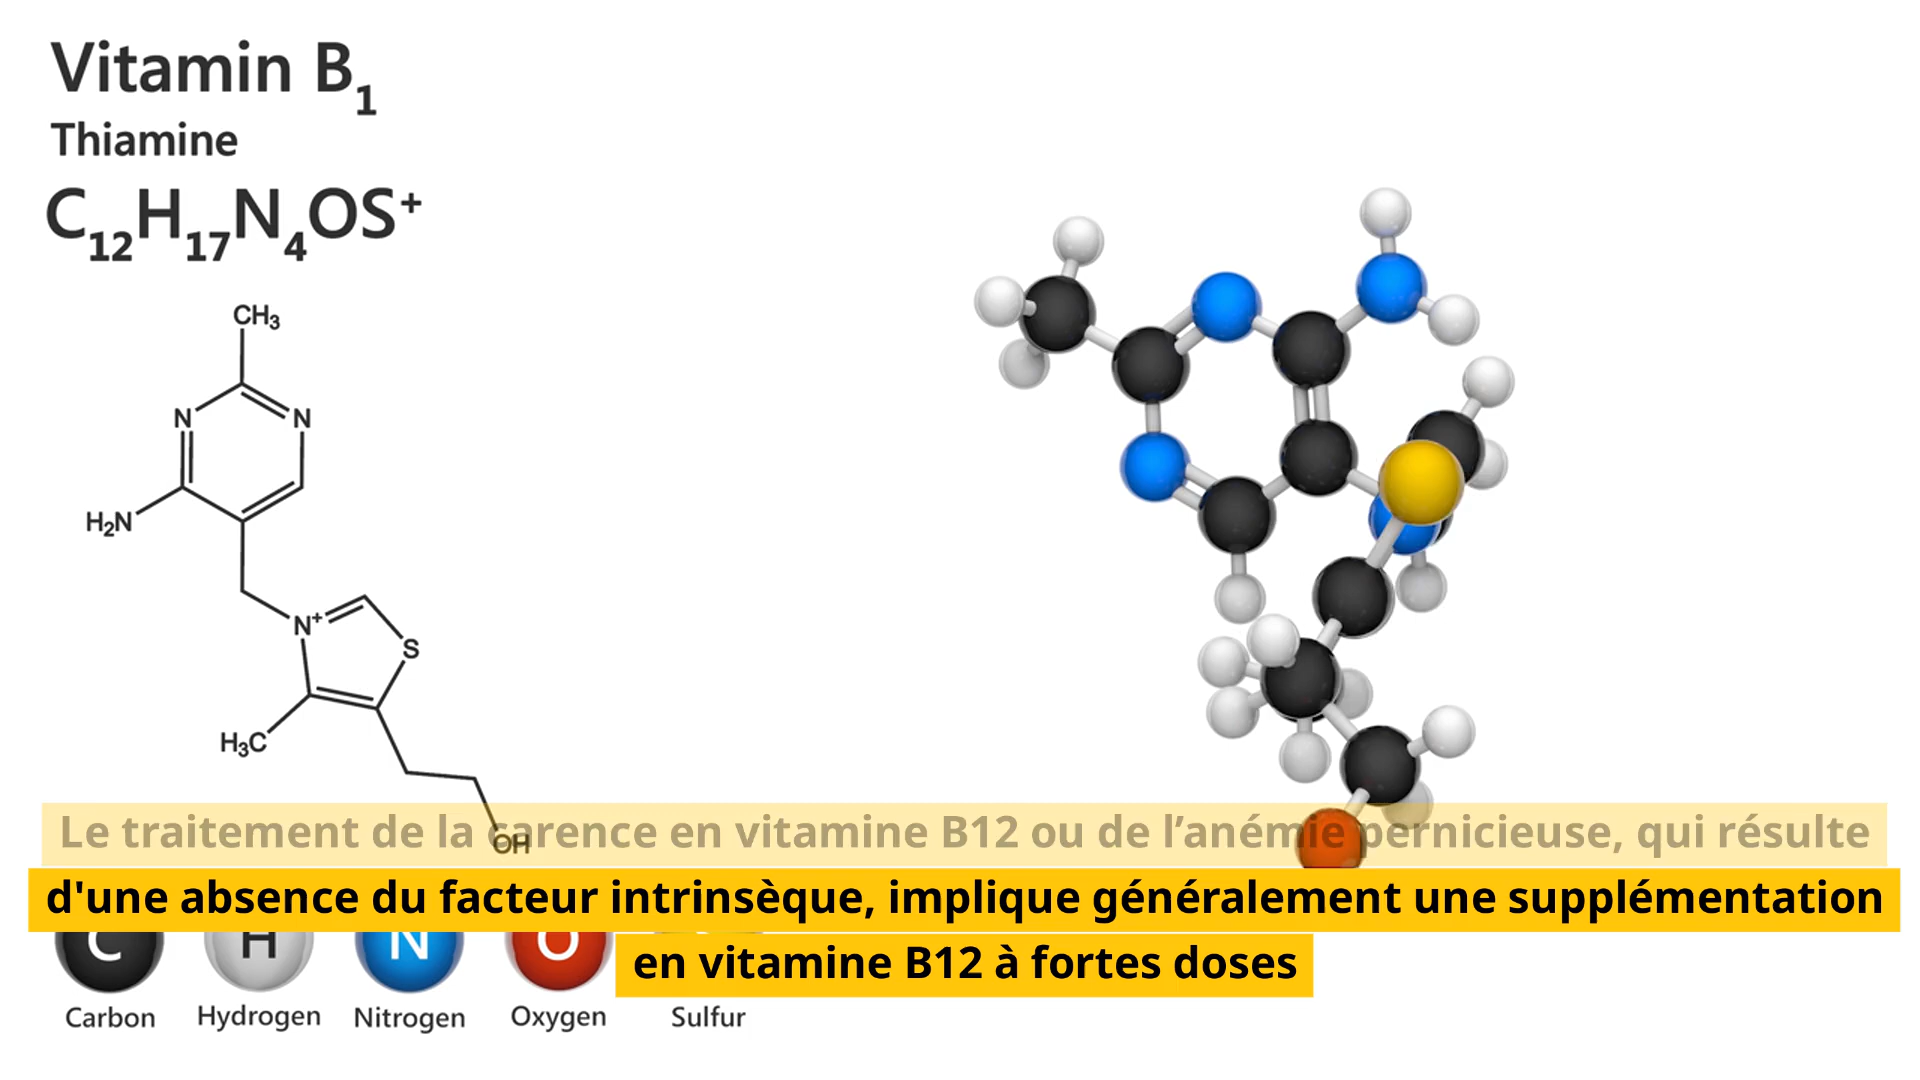 Vitamin B1
Thiamine
C12H17N4OS+
CH3
N N
H2N
N+
S
H3C
OH
Le traitement de la carence en vitamine B12 ou de l’anémie pernicieuse, qui résulte
d'une absence du facteur intrinsèque, implique généralement une supplémentation
en vitamine B12 à fortes doses
C H N O
Carbon Hydrogen Nitrogen Oxygen Sulfur